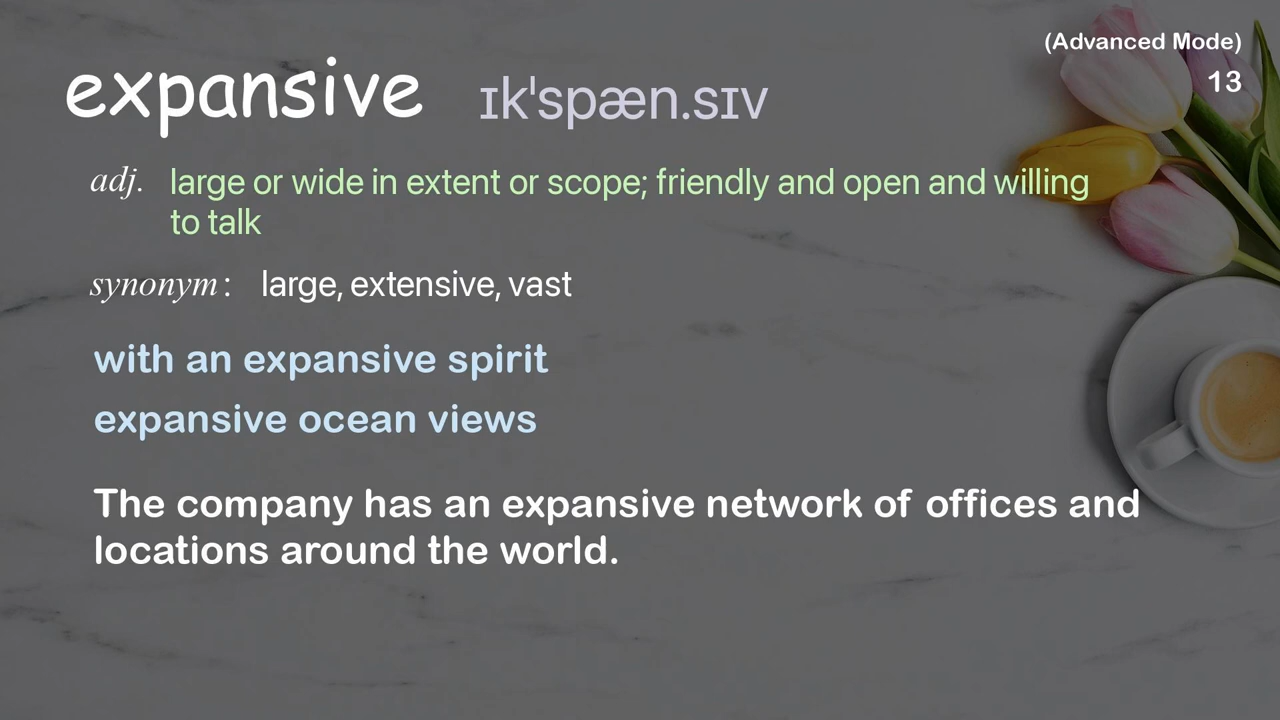 (Advanced Mode)
13
expansive ɪkˈspæn.sɪv
adj. large or wide in extent or scope; friendly and open and willing
to talk
synonym : large, extensive, vast
with an expansive spirit
expansive ocean views
The company has an expansive network of offices and
locations around the world.